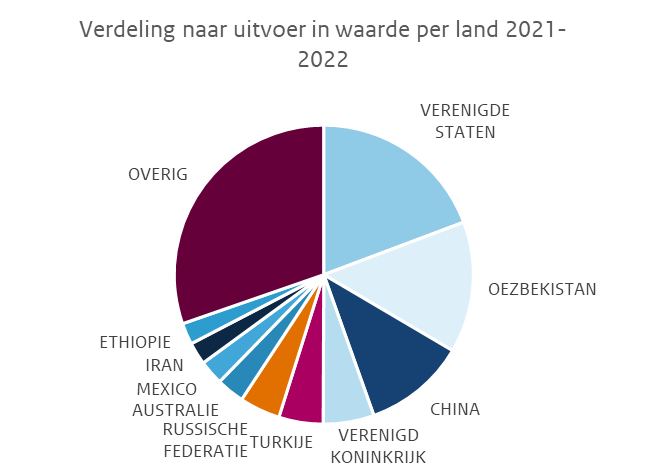 Verdeling naar uitvoer in waarde per land 2021-
2022
VERENIGDE
STATEN
OVERIG
OEZBEKISTAN
ETHIOPIE
IRAN
MEXICO
AUSTRALIE
CHINA
RUSSISCHE
FEDERATIE
TURKIJE
VERENIGD
KONINKRIJK